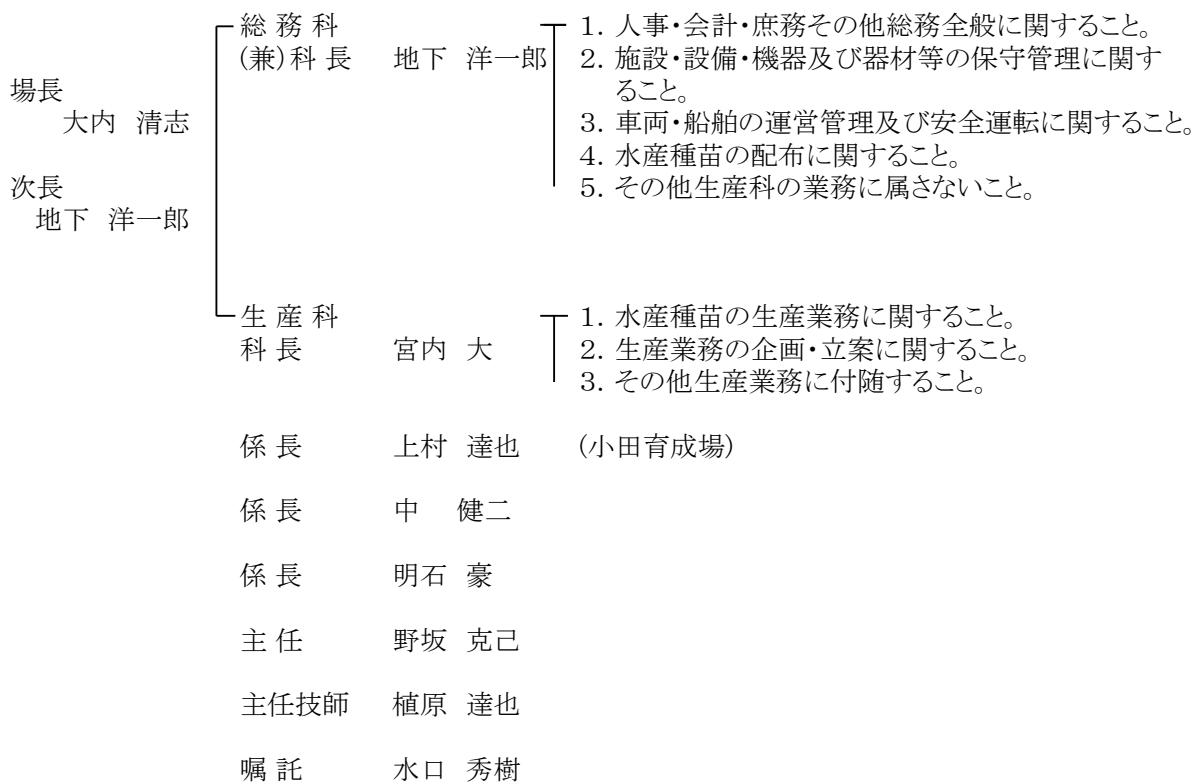 場長
大内 清志
次長
地下 洋一郎
総 務 科
(兼)科 長 地下 洋一郎
1. 人事・会計・庶務その他総務全般に関すること。
2. 施設・設備・機器及び器材等の保守管理に関す
ること。
3. 車両・船舶の運営管理及び安全運転に関すること。
4. 水産種苗の配布に関すること。
5. その他生産科の業務に属さないこと。
生 産 科
科 長 宮内 大
1. 水産種苗の生産業務に関すること。
2. 生産業務の企画・立案に関すること。
3. その他生産業務に付随すること。
係 長 上村 達也 (小田育成場)
係 長 中 健二
係 長 明石 豪
主 任 野坂 克己
主任技師 植原 達也
嘱 託 水口 秀樹